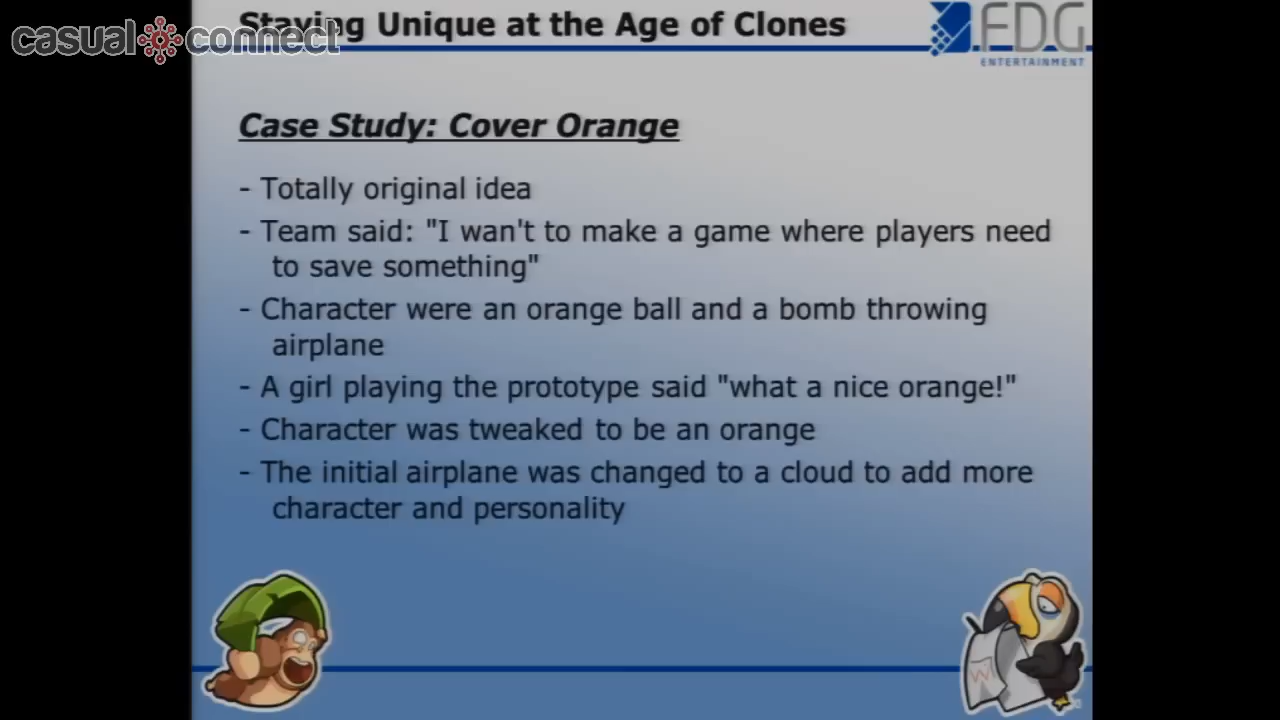 Staying Unique at the Age of Clones
casual connect
FDG
ENTERTAINMENT
Case Study: Cover Orange
- Totally original idea
- Team said: "I wan't to make a game where players need
to save something"
- Character were an orange ball and a bomb throwing
airplane
- A girl playing the prototype said "what a nice orange!"
- Character was tweaked to be an orange
- The initial airplane was changed to a cloud to add more
character and personality
W